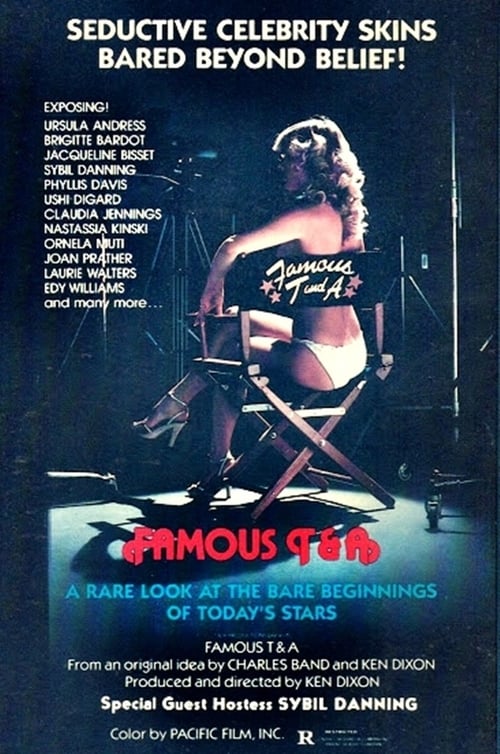 SEDUCTIVE CELEBRITY SKINS
BARED BEYOND BELIEF!
EXPOSING!
URSULA ANDRESS
BRIGITTE BARDOT
JACQUELINE BISSET
SYBIL DANNING
PHYLLIS DAVIS
USHI DIGARD
CLAUDIA JENNINGS
NASTASSIA KINSKI
ORNELA MUTI
JOAN PRATHER
LAURIE WALTERS
EDY WILLIAMS
and many more...
Famous
T and A
FAMOUS T & A
A RARE LOOK AT THE BARE BEGINNINGS
OF TODAY'S STARS
FAMOUS T & A
From an original idea by CHARLES BAND and KEN DIXON
Produced and directed by KEN DIXON
Special Guest Hostess SYBIL DANNING
Color by PACIFIC FILM, INC.
R